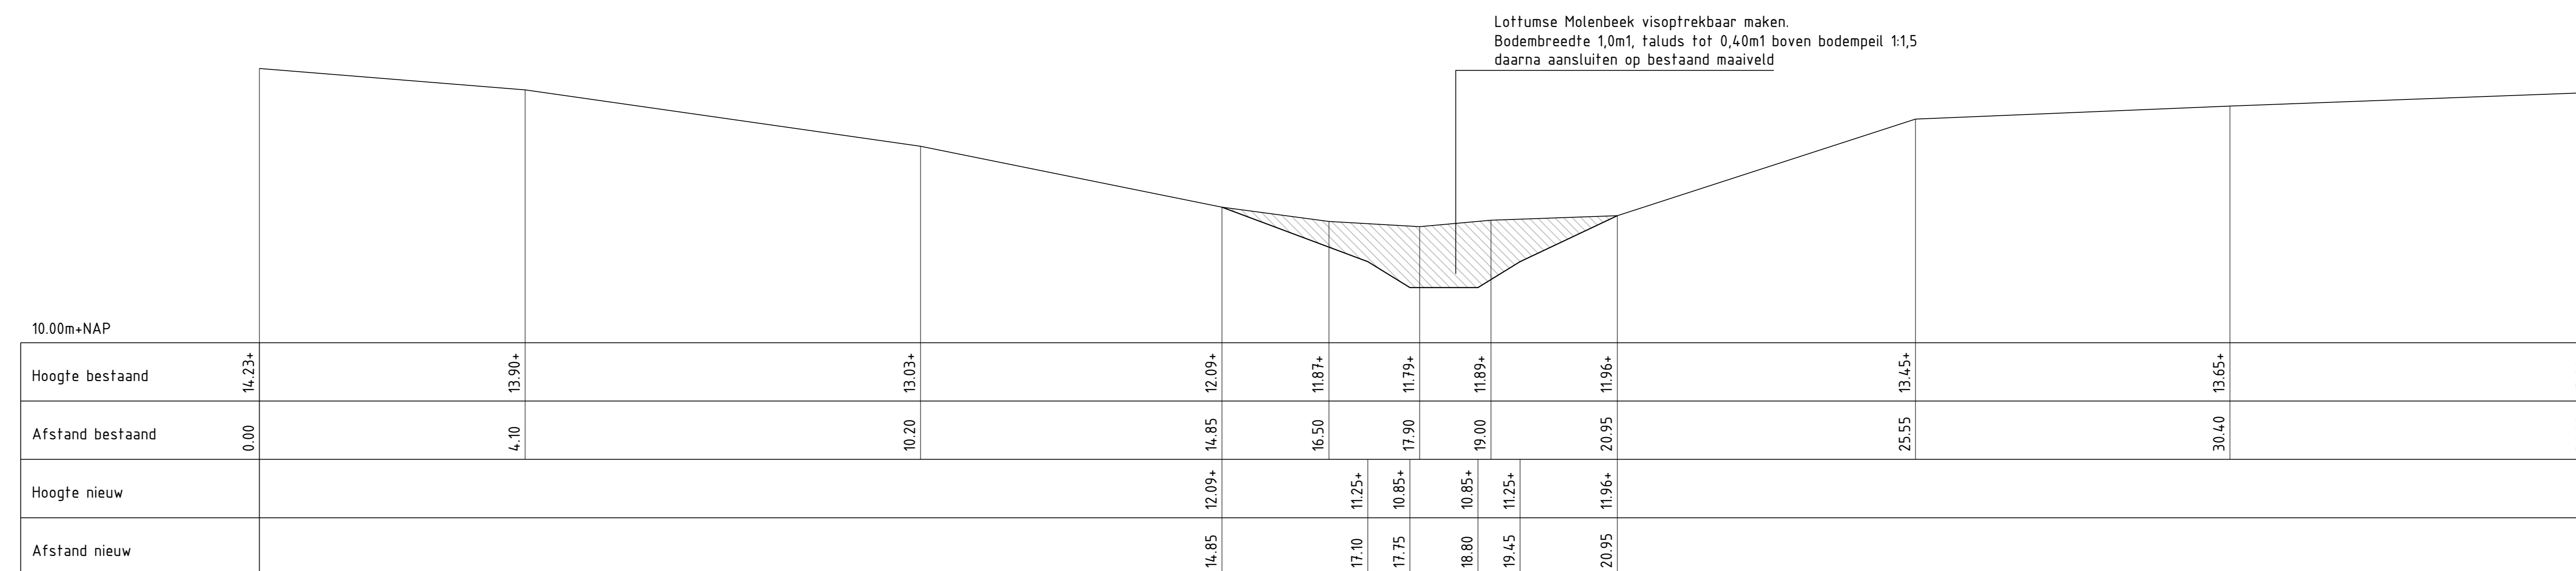 Lottumse Molenbeek visoptrekbaar maken.
Bodembreedte 1,0m1, taluds tot 0,40m1 boven bodempeil 1:1,5
daarna aansluiten op bestaand maaiveld
10.00m+NAP
Hoogte bestaand 14.23+ 13.90+ 13.03+ 12.09+ 11.87+ 11.79+ 11.89+ 11.96+ 13.45+ 13.65+
Afstand bestaand 0.00 4.10 10.20 14.85 16.50 17.90 19.00 20.95 25.55 30.40
Hoogte nieuw 12.09+ 11.25+ 10.85+ 10.85+ 11.25+ 11.96+
Afstand nieuw 14.85 17.10 17.75 18.80 19.45 20.95